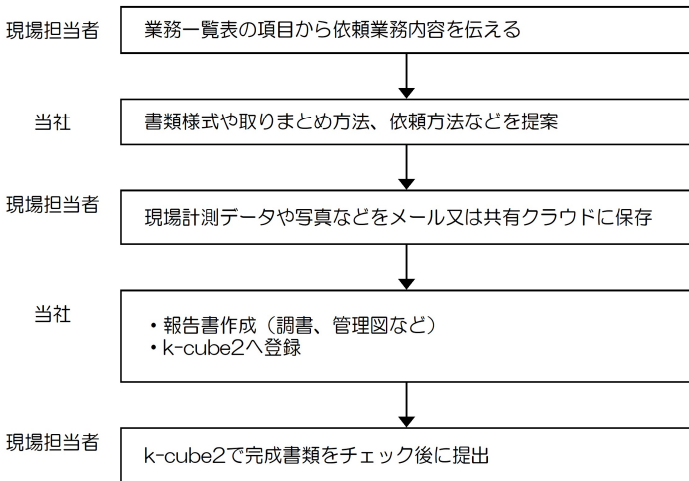 現場担当者
業務一覧表の項目から依頼業務内容を伝える
当社
書類様式や取りまとめ方法、依頼方法などを提案
現場担当者
現場計測データや写真などをメール又は共有クラウドに保存
当社
・報告書作成（調書、管理図など）
・k-cube2へ登録
現場担当者
k-cube2で完成書類をチェック後に提出